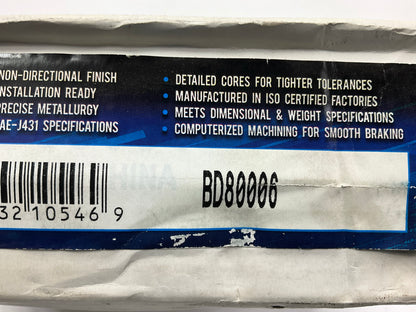 NON-DIRECTIONAL FINISH
INSTALLATION READY
PRECISE METALLURGY
AE-J431 SPECIFICATIONS
• DETAILED CORES FOR TIGHTER TOLERANCES
• MANUFACTURED IN ISO CERTIFIED FACTORIES
• MEETS DIMENSIONAL & WEIGHT SPECIFICATIONS
• COMPUTERIZED MACHINING FOR SMOOTH BRAKING
BD80006
32 10546 9